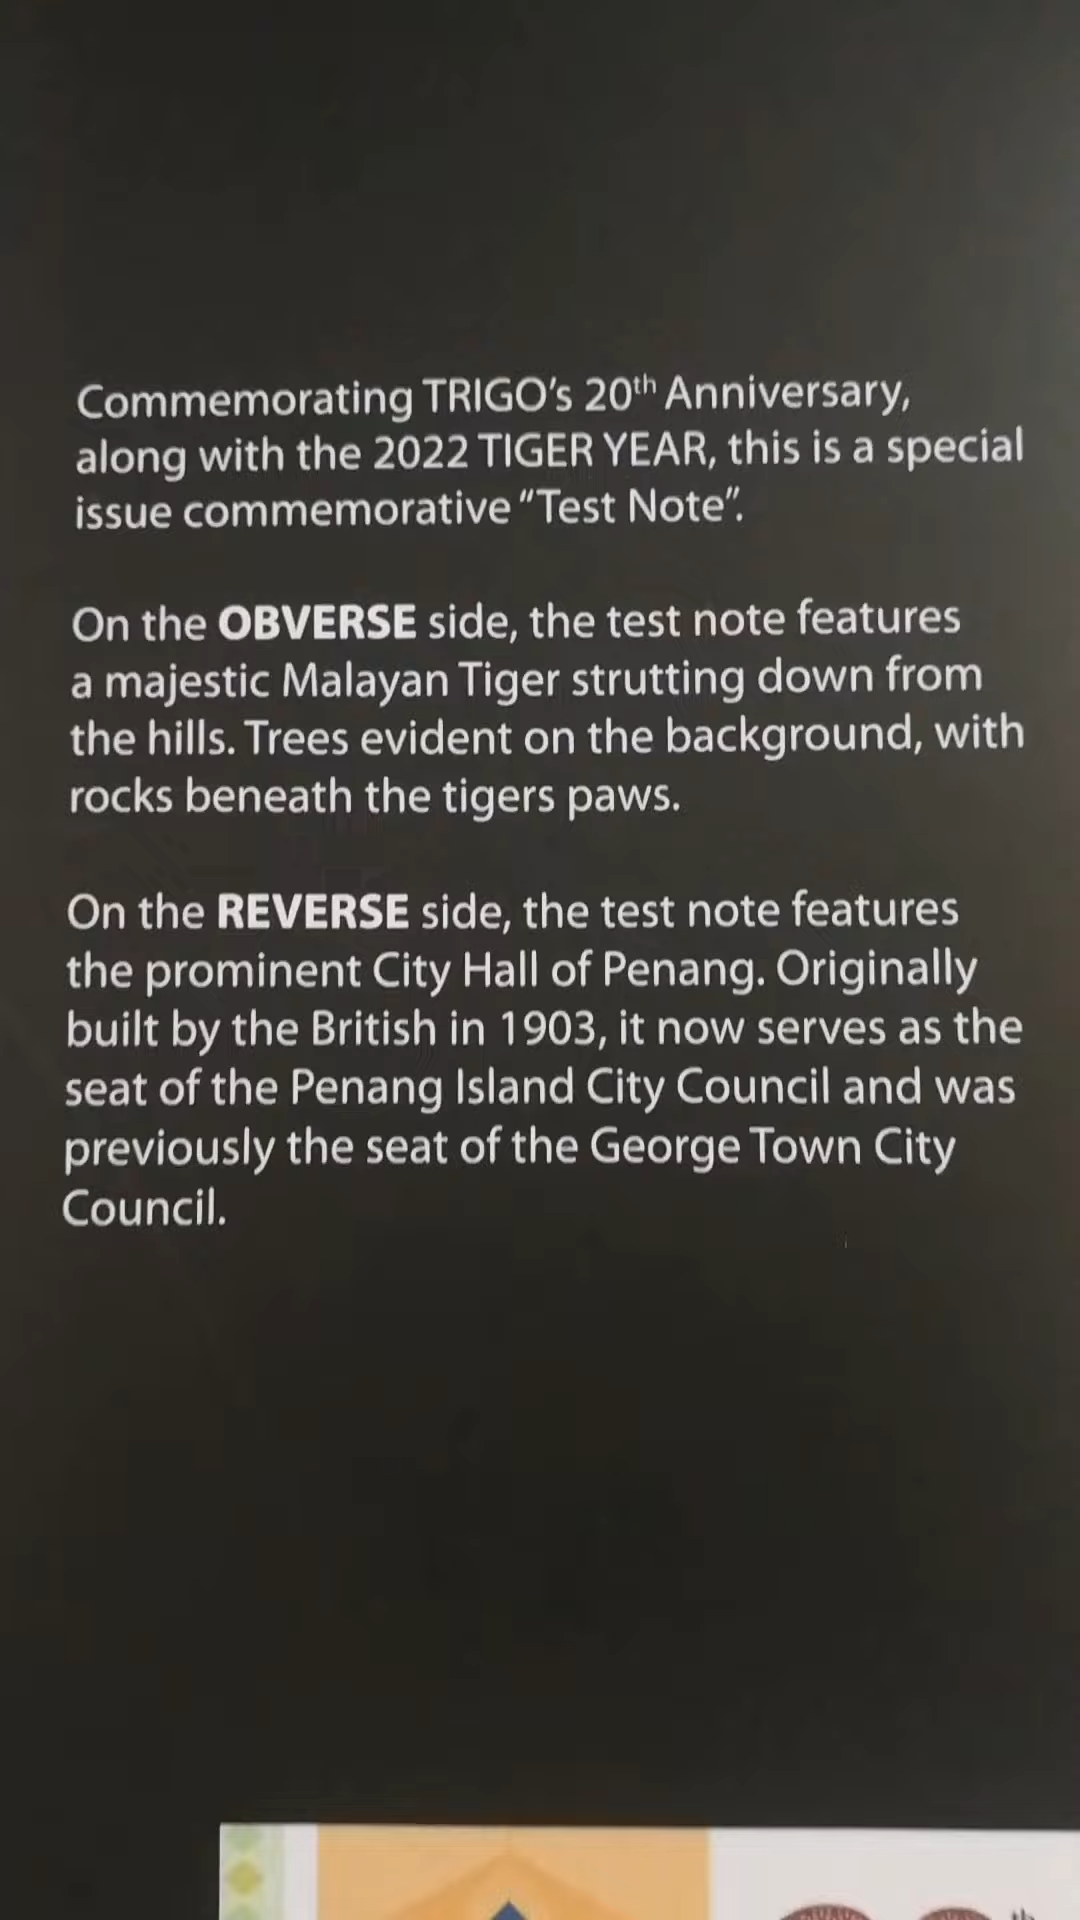 Commemorating TRIGO's 20th Anniversary,
along with the 2022 TIGER YEAR, this is a special
issue commemorative "Test Note".
On the OBVERSE side, the test note features
a majestic Malayan Tiger strutting down from
the hills. Trees evident on the background, with
rocks beneath the tigers paws.
On the REVERSE side, the test note features
the prominent City Hall of Penang. Originally
built by the British in 1903, it now serves as the
seat of the Penang Island City Council and was
previously the seat of the George Town City
Council.
th